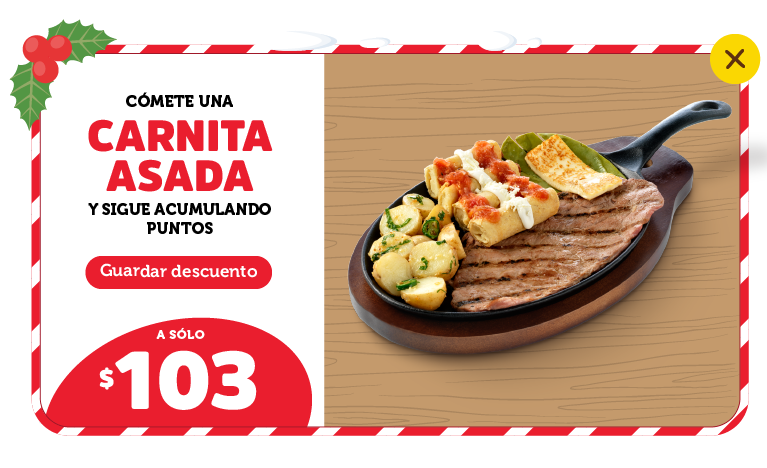 CÓMETE UNA
CARNITA
ASADA
Y SIGUE ACUMULANDO
PUNTOS
Guardar descuento
A SÓLO
$103